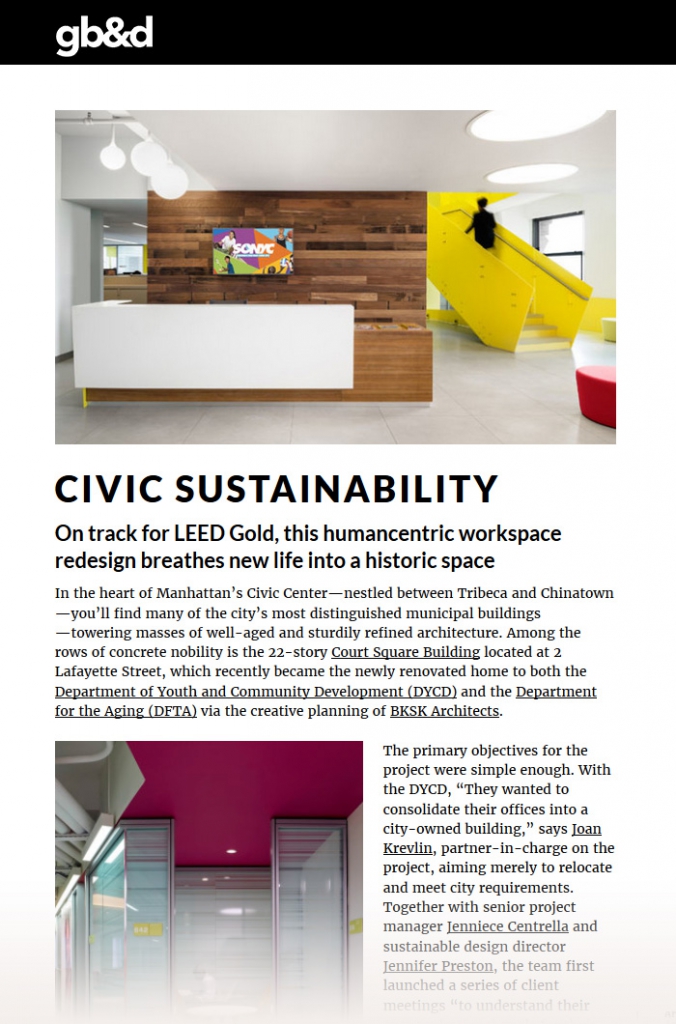 gb&d
SONYC
CIVIC SUSTAINABILITY
On track for LEED Gold, this humancentric workspace
redesign breathes new life into a historic space
In the heart of Manhattan’s Civic Center—nestled between Tribeca and Chinatown
—you’ll find many of the city’s most distinguished municipal buildings
—towering masses of well-aged and sturdily refined architecture. Among the
rows of concrete nobility is the 22-story Court Square Building located at 2
Lafayette Street, which recently became the newly renovated home to both the
Department of Youth and Community Development (DYCD) and the Department
for the Aging (DFTA) via the creative planning of BKSK Architects.
The primary objectives for the
project were simple enough. With
the DYCD, “They wanted to
consolidate their offices into a
city-owned building,” says Joan
Krevlin, partner-in-charge on the
project, aiming merely to relocate
and meet city requirements.
Together with senior project
manager Jenniece Centrella and
sustainable design director
Jennifer Preston, the team first
launched a series of client
meetings “to understand their